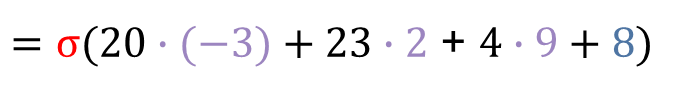 = σ(20 · (−3) + 23 · 2 + 4 · 9 + 8)